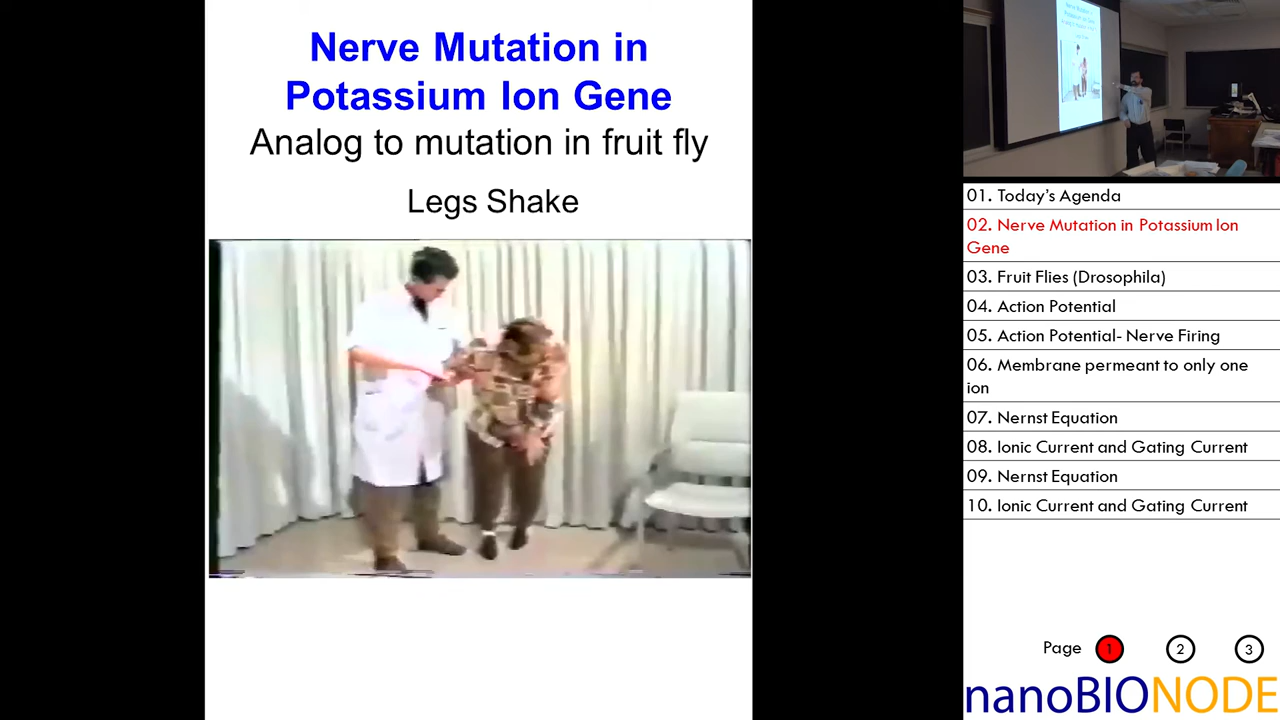 Nerve Mutation in
Potassium Ion Gene
Analog to mutation in fruit fly
Legs Shake
01. Today's Agenda
02. Nerve Mutation in Potassium Ion
Gene
03. Fruit Flies (Drosophila)
04. Action Potential
05. Action Potential- Nerve Firing
06. Membrane permeant to only one
ion
07. Nernst Equation
08. Ionic Current and Gating Current
09. Nernst Equation
10. Ionic Current and Gating Current
Page 1 2 3
nanoBIONODE